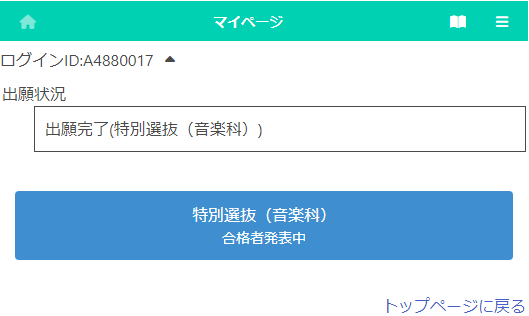 マイページ
ログインID:A4880017
出願状況
出願完了(特別選抜（音楽科）)
特別選抜（音楽科）
合格者発表中
トップページに戻る